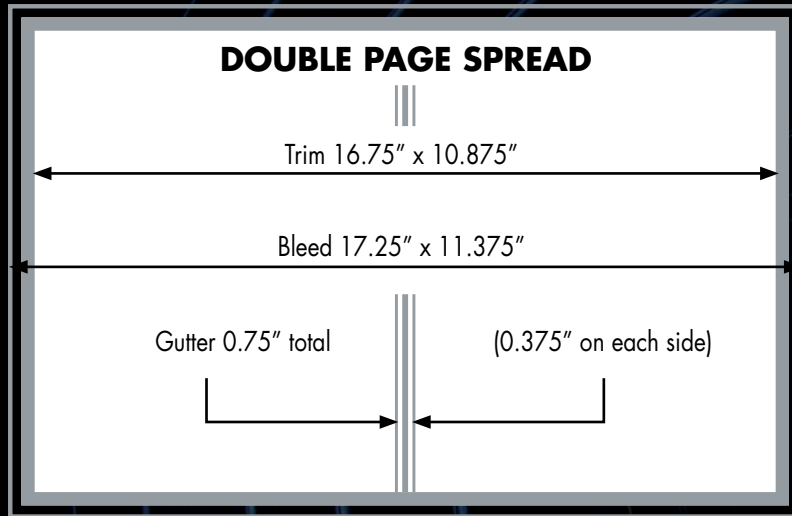 DOUBLE PAGE SPREAD
Trim 16.75” x 10.875”
Bleed 17.25” x 11.375”
Gutter 0.75” total (0.375” on each side)